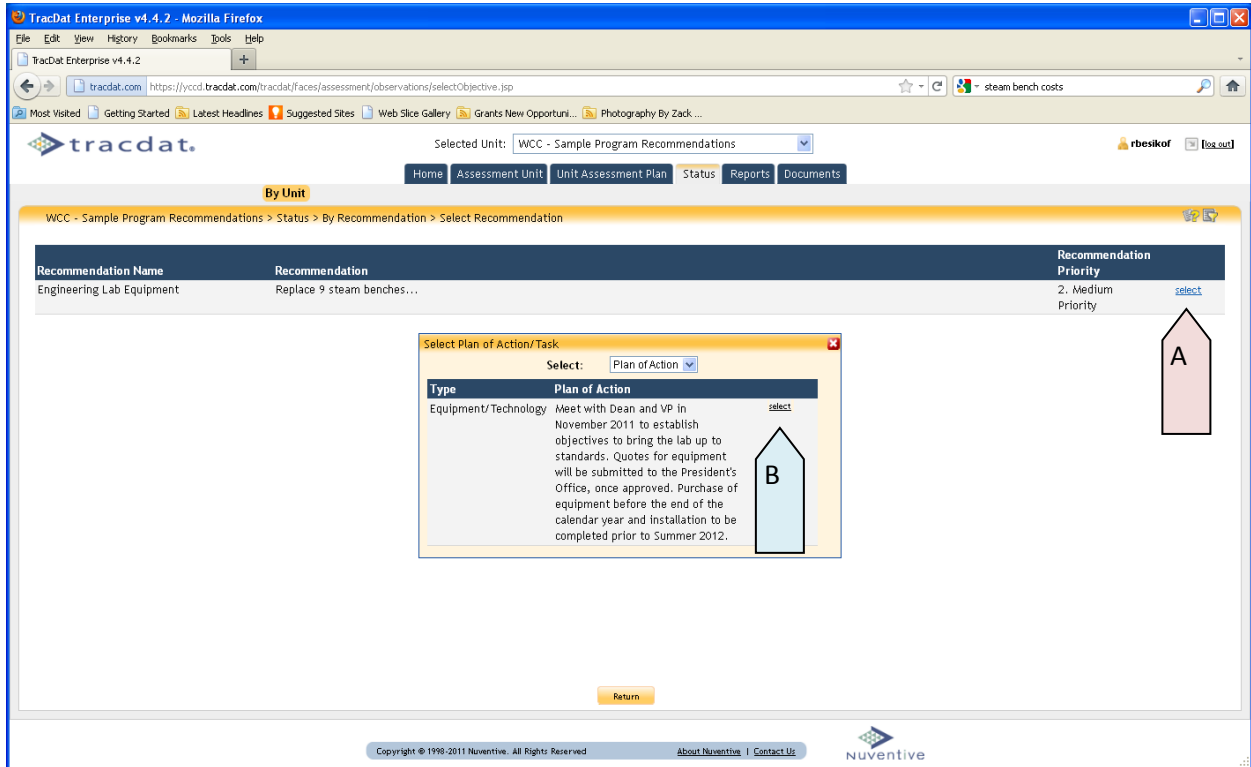 TracDat Enterprise v4.4.2 - Mozilla Firefox
File Edit View History Bookmarks Tools Help
TracDat Enterprise v4.4.2 +
tracdat.com https://yccd.tracdat.com/tracdat/faces/assessment/observations/selectObjective.jsp steam bench costs
Most Visited Getting Started Latest Headlines Suggested Sites Web Slice Gallery Grants New Opportuni... Photography By Zack ...
tracdat. Selected Unit: WCC - Sample Program Recommendations rbesikof [log out]
Home Assessment Unit Unit Assessment Plan Status Reports Documents
By Unit
WCC - Sample Program Recommendations > Status > By Recommendation > Select Recommendation
Recommendation Name Recommendation Recommendation Priority
Engineering Lab Equipment Replace 9 steam benches... 2. Medium Priority select
A
Select Plan of Action/Task
Select: Plan of Action
Type Plan of Action
Equipment/Technology Meet with Dean and VP in select
November 2011 to establish
objectives to bring the lab up to
standards. Quotes for equipment
will be submitted to the President's
Office, once approved. Purchase of
equipment before the end of the
calendar year and installation to be
completed prior to Summer 2012.
B
Return
Copyright © 1998-2011 Nuventive. All Rights Reserved About Nuventive | Contact Us nuventive